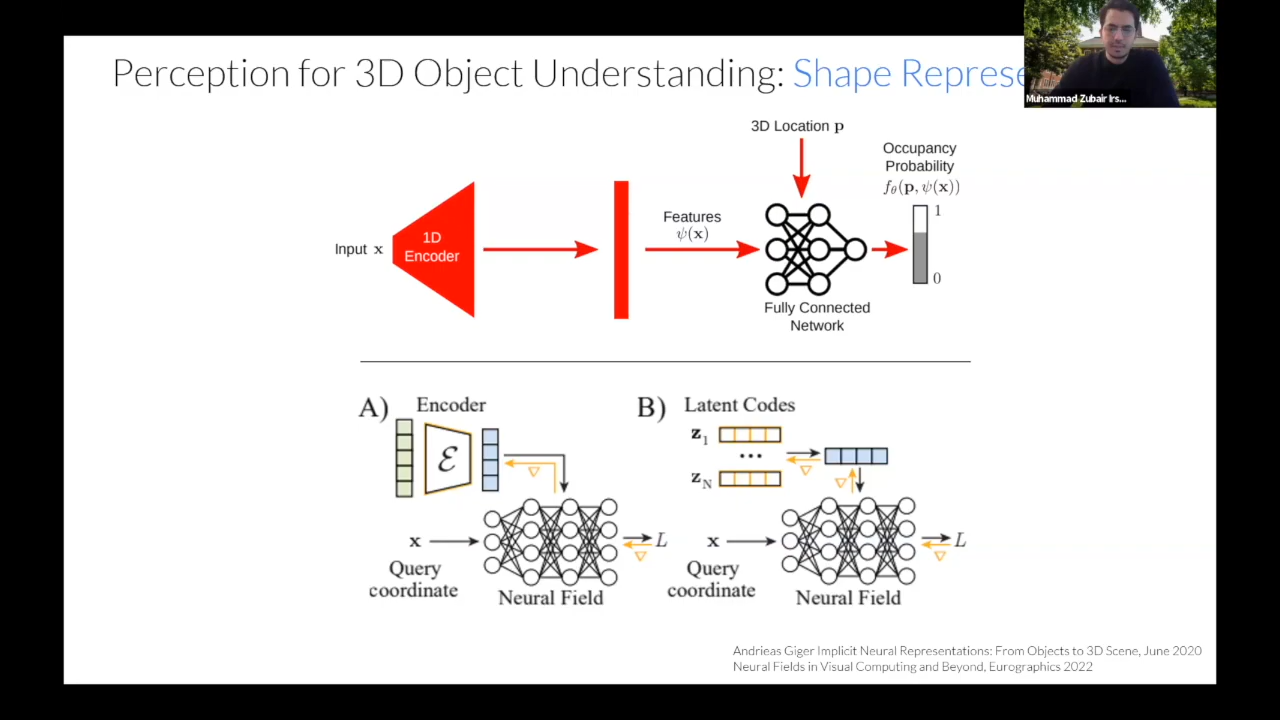 Perception for 3D Object Understanding: Shape Represe
Muhammad Zubair Irs...
3D Location p
Occupancy
Probability
fθ(p, ψ(x))
1
0
Input x
1D
Encoder
Features
ψ(x)
Fully Connected
Network
A)
Encoder
ℰ
∇
x
Query
coordinate
Neural Field
L
∇
B)
Latent Codes
z1
...
zN
∇
∇
x
Query
coordinate
Neural Field
L
∇
Andrieas Giger Implicit Neural Representations: From Objects to 3D Scene, June 2020
Neural Fields in Visual Computing and Beyond, Eurographics 2022